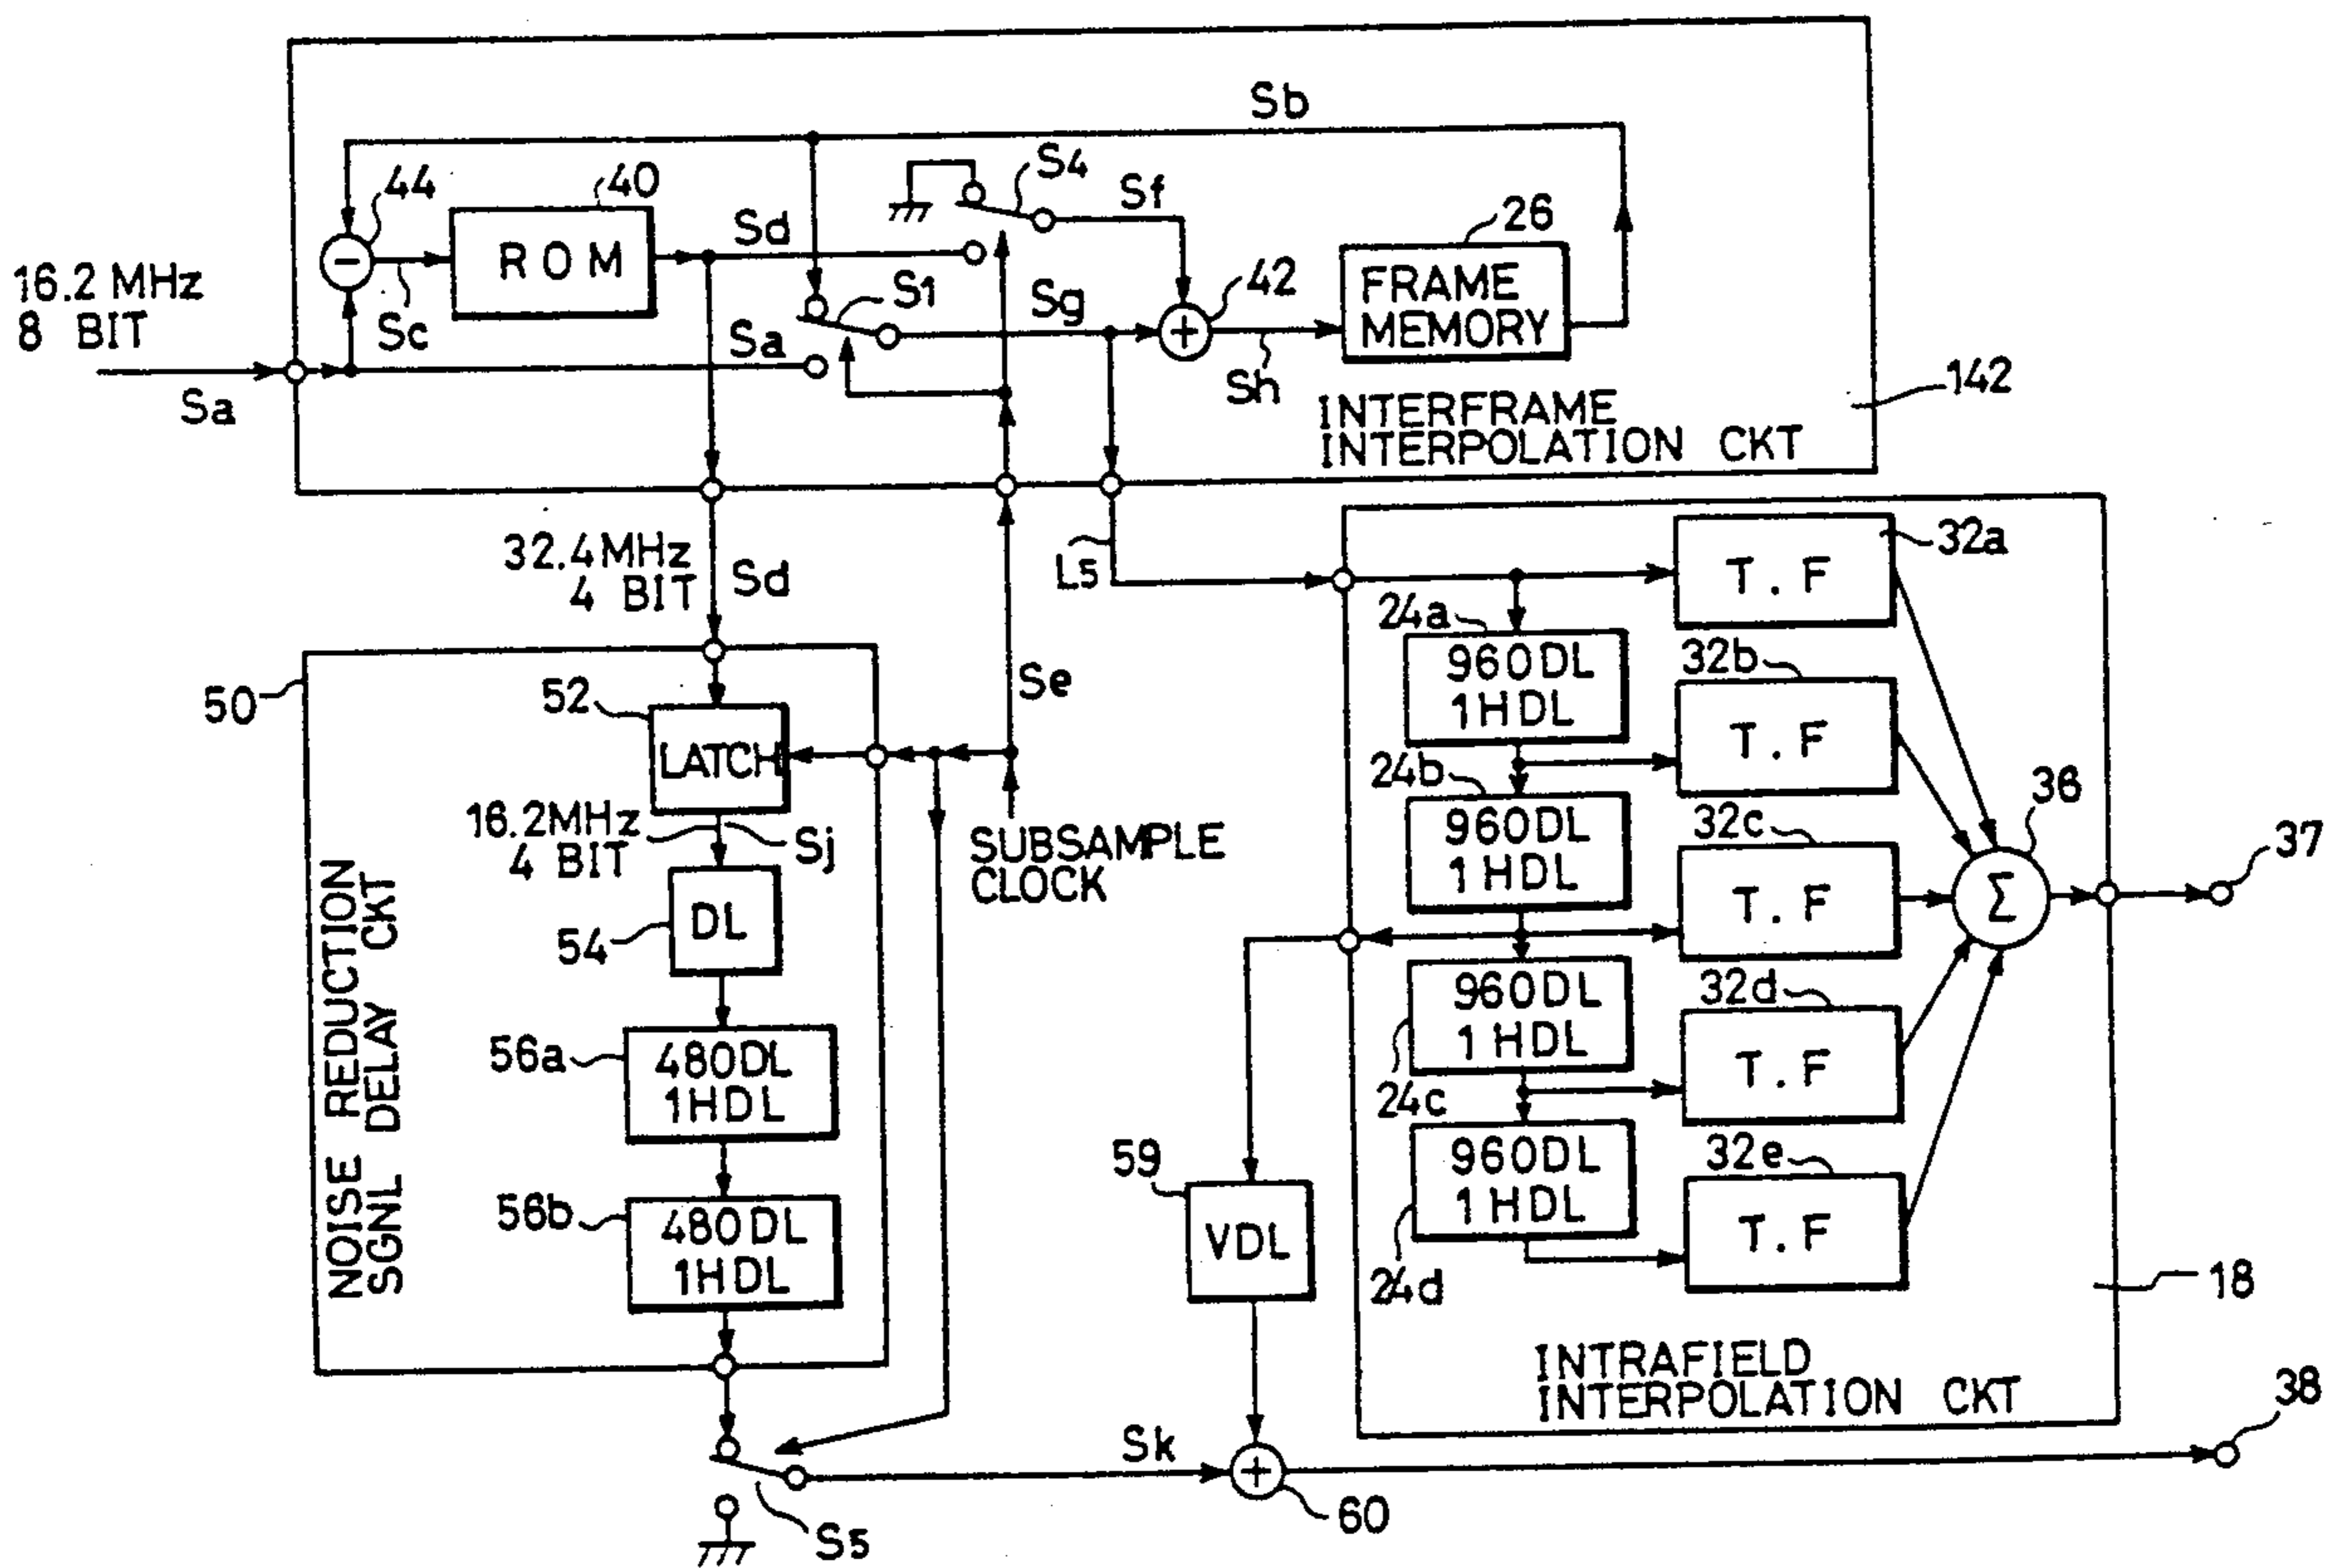 Sb
44
40
S4
Sf
26
ROM
Sd
S1
Sg
42
FRAME
MEMORY
16.2 MHz
8 BIT
Sc
Sa
Sh
142
Sa
INTERFRAME
INTERPOLATION CKT
32.4MHz
4 BIT
Sd
L5
32a
T.F
24a
960DL
1HDL
32b
T.F
50
52
LATCH
Se
24b
960DL
1HDL
32c
T.F
36
Σ
37
16.2MHz
4 BIT
Sj
SUBSAMPLE
CLOCK
54
DL
960DL
1HDL
24c
32d
T.F
56a
480DL
1HDL
59
VDL
960DL
1HDL
24d
32e
T.F
56b
480DL
1HDL
NOISE REDUCTION
SGNL DELAY CKT
18
INTRAFIELD
INTERPOLATION CKT
38
Sk
60
S5